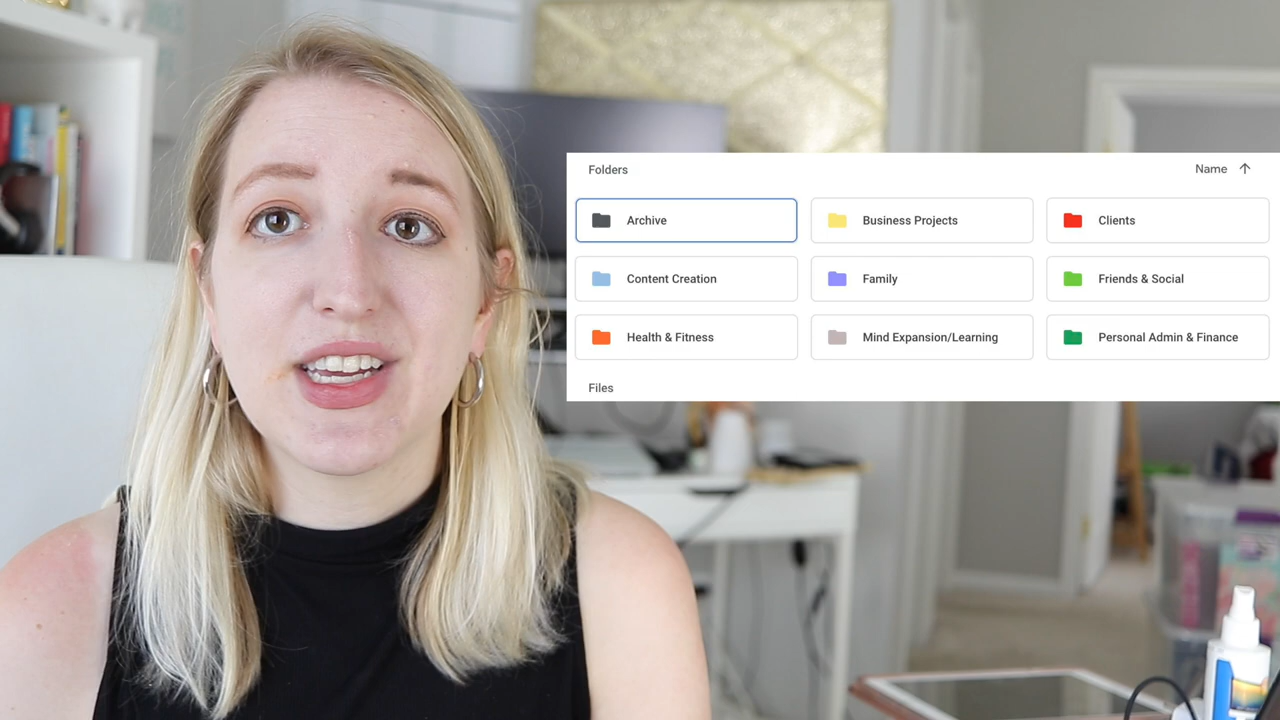 Folders
Name
Archive
Business Projects
Clients
Content Creation
Family
Friends & Social
Health & Fitness
Mind Expansion/Learning
Personal Admin & Finance
Files